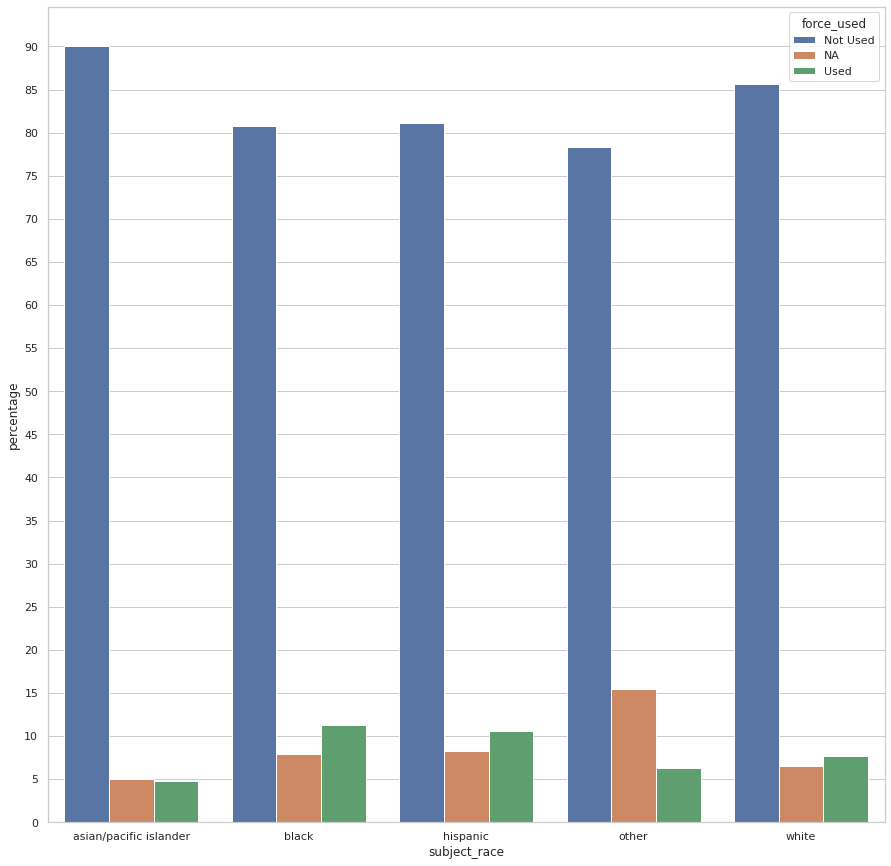 force_used
Not Used
NA
Used
percentage
90
85
80
75
70
65
60
55
50
45
40
35
30
25
20
15
10
5
0
asian/pacific islander black hispanic other white
subject_race